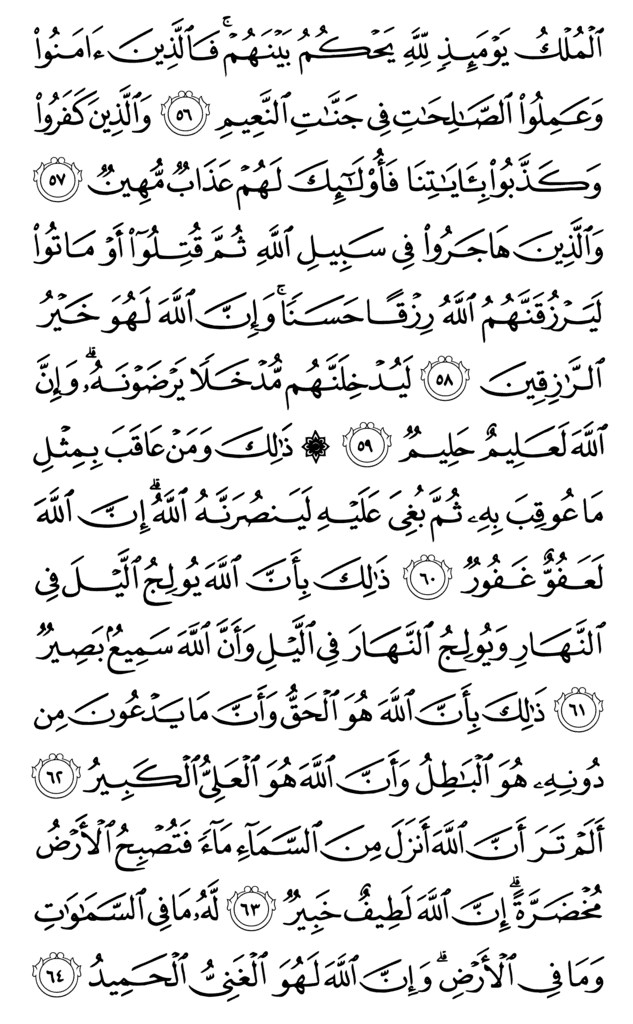 ٱلْمُلْكُ يَوْمَئِذٍ لِّلَّهِ يَحْكُمُ بَيْنَهُمْ ۚ فَٱلَّذِينَ ءَامَنُوا۟
وَعَمِلُوا۟ ٱلصَّـٰلِحَـٰتِ فِى جَنَّـٰتِ ٱلنَّعِيمِ ٥٦ وَٱلَّذِينَ كَفَرُوا۟
وَكَذَّبُوا۟ بِـَٔايَـٰتِنَا فَأُو۟لَـٰٓئِكَ لَهُمْ عَذَابٌ مُّهِينٌ ٥٧
وَٱلَّذِينَ هَاجَرُوا۟ فِى سَبِيلِ ٱللَّهِ ثُمَّ قُتِلُوٓا۟ أَوْ مَاتُوا۟
لَيَرْزُقَنَّهُمُ ٱللَّهُ رِزْقًا حَسَنًا ۚ وَإِنَّ ٱللَّهَ لَهُوَ خَيْرُ
ٱلرَّٰزِقِينَ ٥٨ لَيُدْخِلَنَّهُم مُّدْخَلًا يَرْضَوْنَهُۥ ۗ وَإِنَّ
ٱللَّهَ لَعَلِيمٌ حَلِيمٌ ٥٩ ۞ ذَٰلِكَ وَمَنْ عَاقَبَ بِمِثْلِ
مَا عُوقِبَ بِهِۦ ثُمَّ بُغِىَ عَلَيْهِ لَيَنصُرَنَّهُ ٱللَّهُ ۗ إِنَّ ٱللَّهَ
لَعَفُوٌّ غَفُورٌ ٦٠ ذَٰلِكَ بِأَنَّ ٱللَّهَ يُولِجُ ٱلَّيْلَ فِى
ٱلنَّهَارِ وَيُولِجُ ٱلنَّهَارَ فِى ٱلَّيْلِ وَأَنَّ ٱللَّهَ سَمِيعٌۢ بَصِيرٌ
٦١ ذَٰلِكَ بِأَنَّ ٱللَّهَ هُوَ ٱلْحَقُّ وَأَنَّ مَا يَدْعُونَ مِن
دُونِهِۦ هُوَ ٱلْبَـٰطِلُ وَأَنَّ ٱللَّهَ هُوَ ٱلْعَلِىُّ ٱلْكَبِيرُ ٦٢
أَلَمْ تَرَ أَنَّ ٱللَّهَ أَنزَلَ مِنَ ٱلسَّمَآءِ مَآءً فَتُصْبِحُ ٱلْأَرْضُ
مُخْضَرَّةً ۗ إِنَّ ٱللَّهَ لَطِيفٌ خَبِيرٌ ٦٣ لَّهُۥ مَا فِى ٱلسَّمَـٰوَٰتِ
وَمَا فِى ٱلْأَرْضِ ۗ وَإِنَّ ٱللَّهَ لَهُوَ ٱلْغَنِىُّ ٱلْحَمِيدُ ٦٤